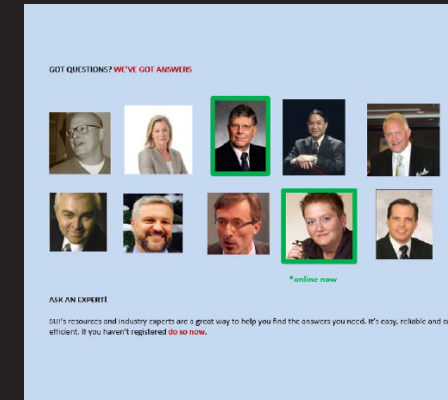 GOT QUESTIONS? WE'VE GOT ANSWERS
*online now
ASK AN EXPERT!
SUI's resources and industry experts are a great way to help you find the answers you need. It's easy, reliable and
efficient. If you haven't registered do so now.